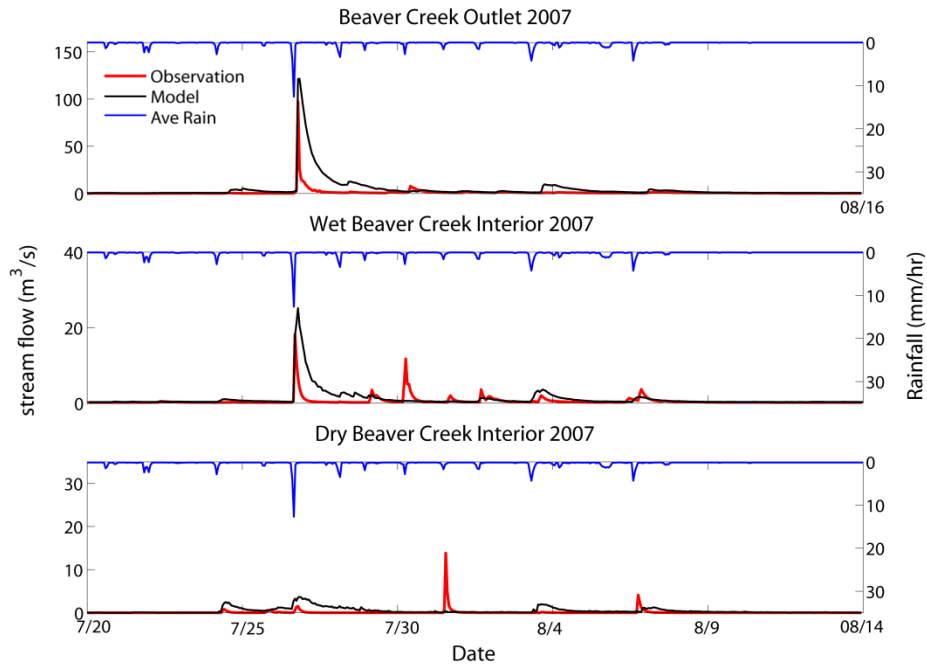 Beaver Creek Outlet 2007
150
100
50
0
Observation
Model
Ave Rain
0
10
20
30
08/16
Wet Beaver Creek Interior 2007
40
20
0
0
10
20
30
stream flow (m³/s)
Rainfall (mm/hr)
Dry Beaver Creek Interior 2007
30
20
10
0
0
10
20
30
7/20 7/25 7/30 8/4 8/9 08/14
Date